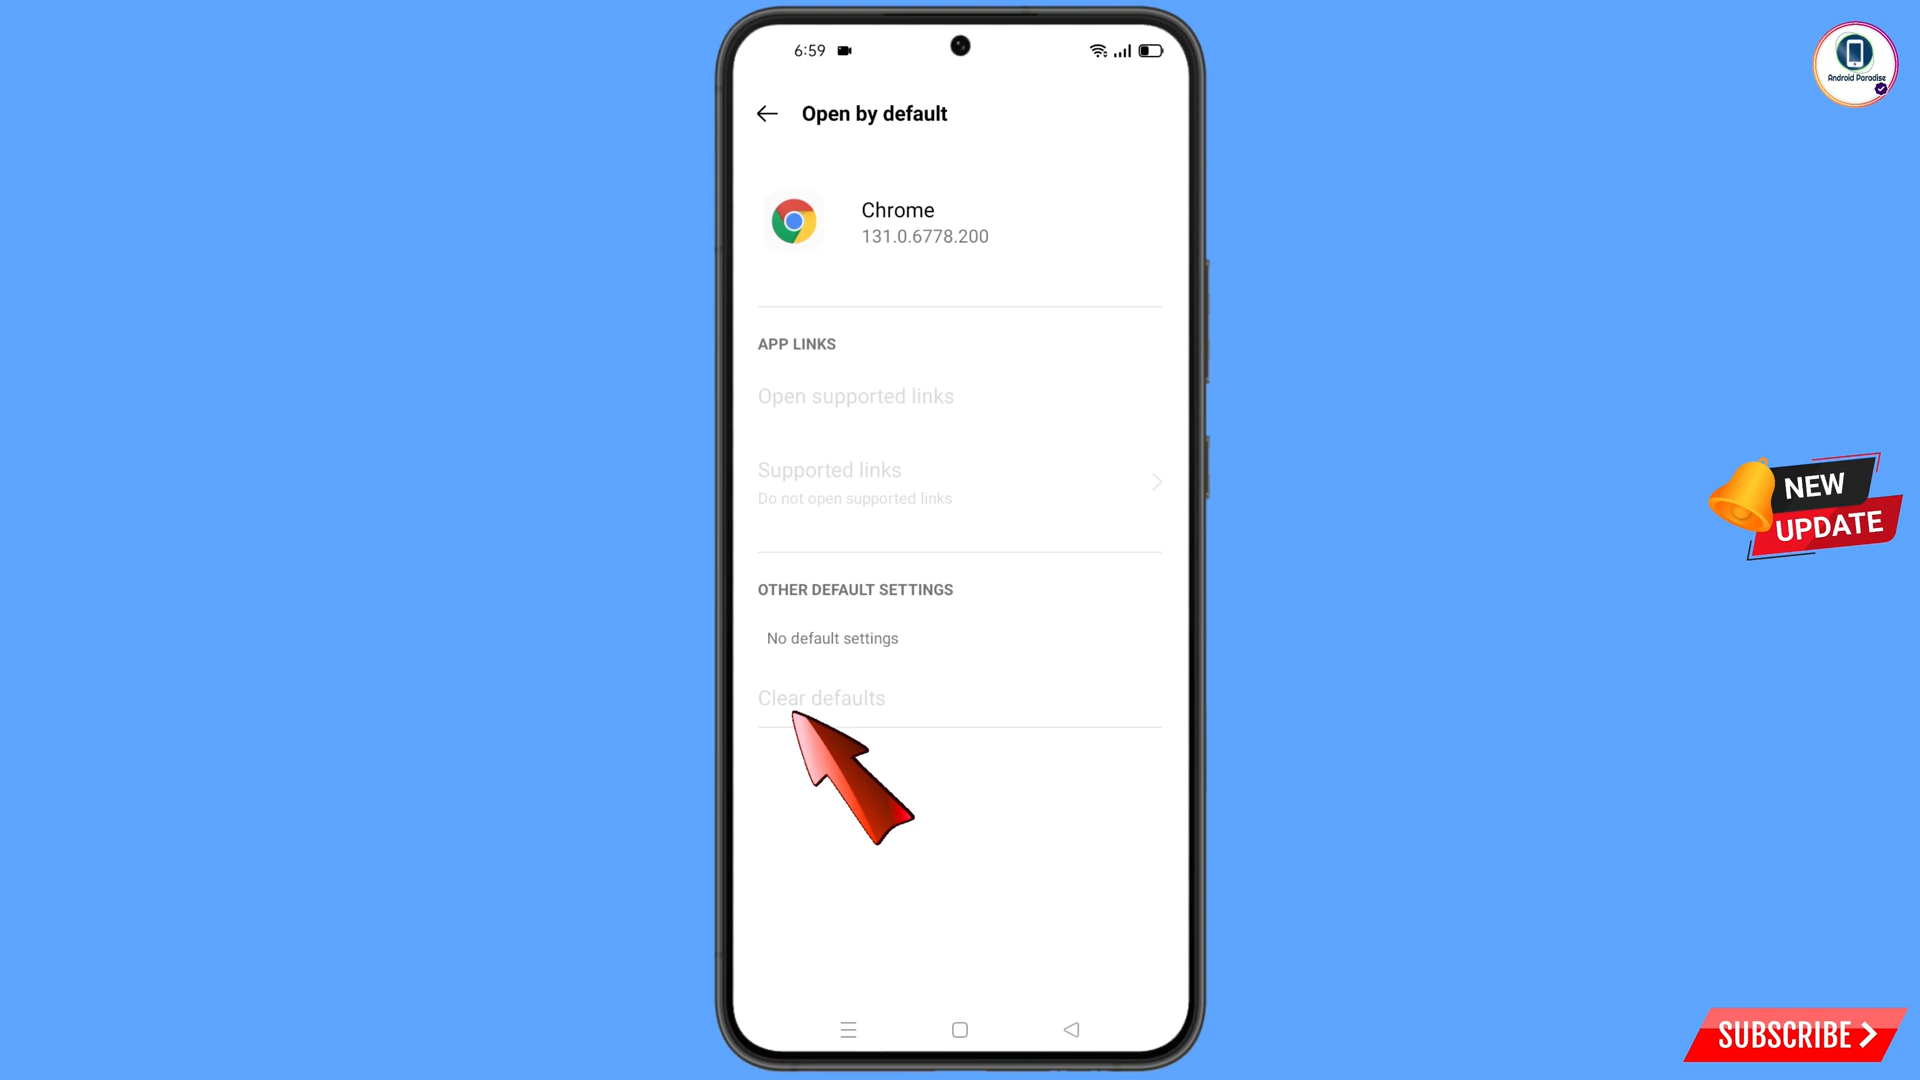 6:59
Android Paradise
Open by default
Chrome
131.0.6778.200
APP LINKS
Open supported links
Supported links
Do not open supported links
NEW
UPDATE
OTHER DEFAULT SETTINGS
No default settings
Clear defaults
SUBSCRIBE